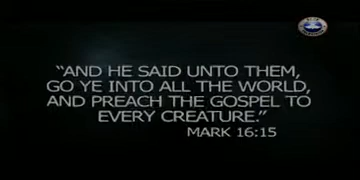 “AND HE SAID UNTO THEM,
GO YE INTO ALL THE WORLD,
AND PREACH THE GOSPEL TO
EVERY CREATURE.”
MARK 16:15